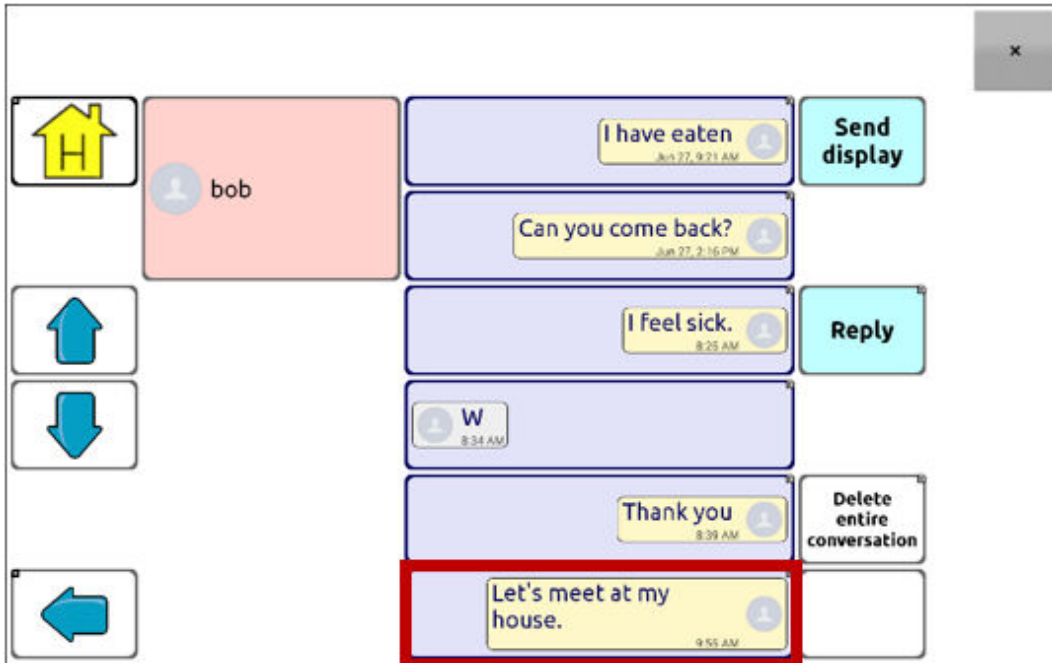 ×
H
bob
I have eaten
Jun 27, 9:21 AM
Send
display
Can you come back?
Jun 27, 2:16 PM
I feel sick.
8:25 AM
Reply
W
8:34 AM
Thank you
8:39 AM
Delete
entire
conversation
Let's meet at my
house.
9:55 AM